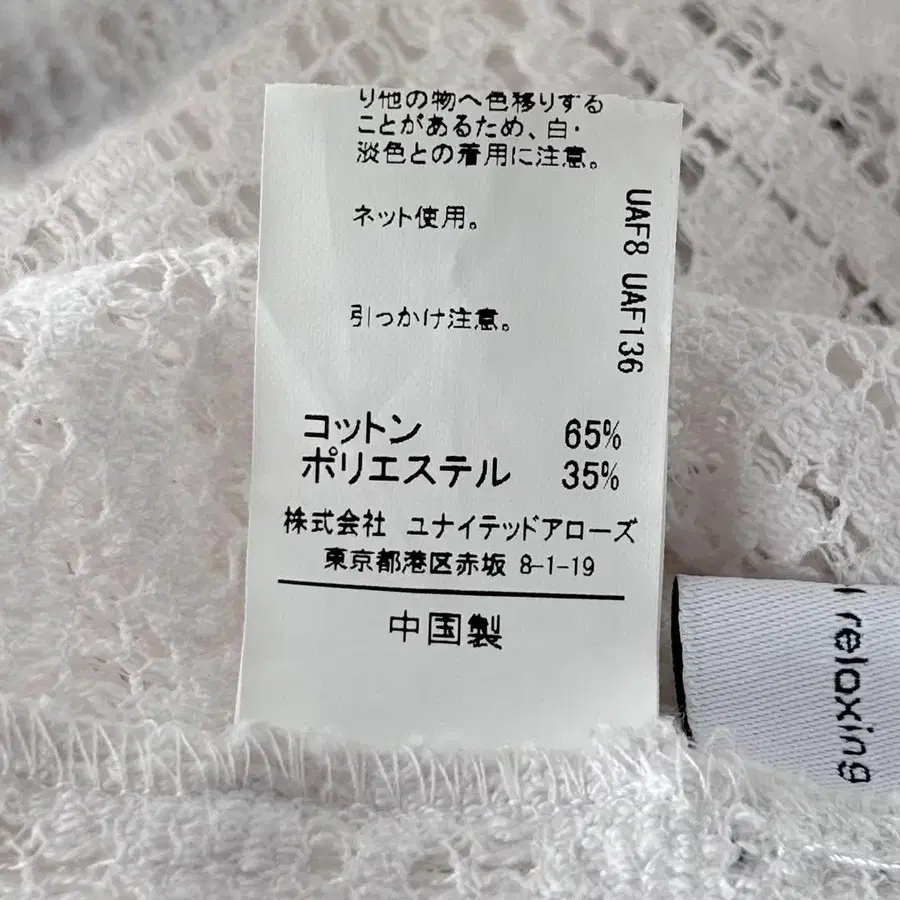 り他の物へ色移りする
ことがあるため、白・
淡色との着用に注意。
ネット使用。
引っかけ注意。
UAF8 UAF136
コットン 65%
ポリエステル 35%
株式会社 ユナイテッドアローズ
東京都港区赤坂 8-1-19
中国製
relaxing